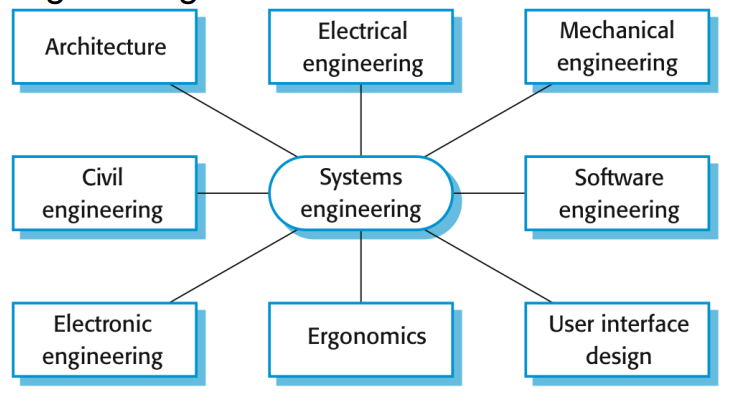 Architecture
Electrical
engineering
Mechanical
engineering
Civil
engineering
Systems
engineering
Software
engineering
Electronic
engineering
Ergonomics
User interface
design